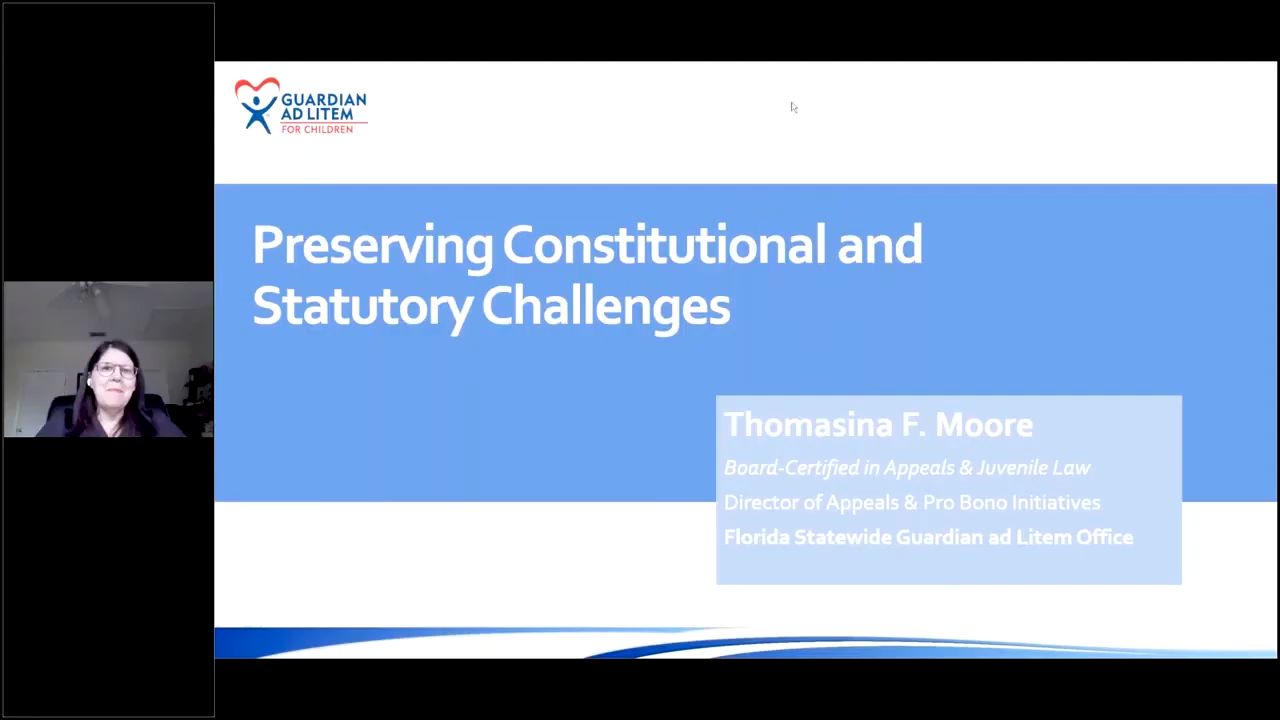 GUARDIAN
AD LITEM
FOR CHILDREN
Preserving Constitutional and
Statutory Challenges
Thomasina F. Moore
Board-Certified in Appeals & Juvenile Law
Director of Appeals & Pro Bono Initiatives
Florida Statewide Guardian ad Litem Office